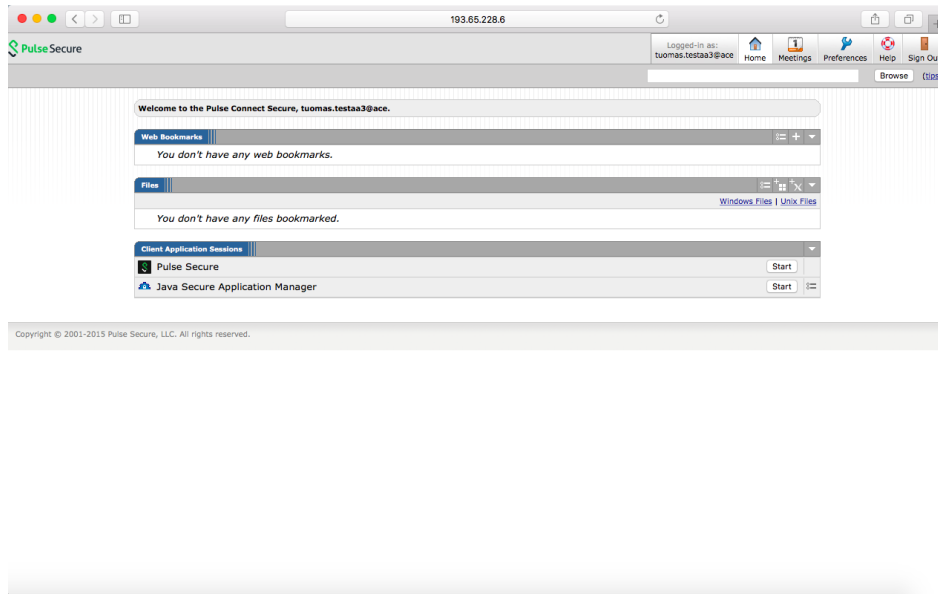 193.65.228.6
Pulse Secure
Logged-in as:
tuomas.testaa3@ace
Home
1
Meetings
Preferences
Help
Sign Ou
Browse
(tips
Welcome to the Pulse Connect Secure, tuomas.testaa3@ace.
Web Bookmarks
You don't have any web bookmarks.
Files
Windows Files | Unix Files
You don't have any files bookmarked.
Client Application Sessions
Pulse Secure
Start
Java Secure Application Manager
Start
Copyright © 2001-2015 Pulse Secure, LLC. All rights reserved.